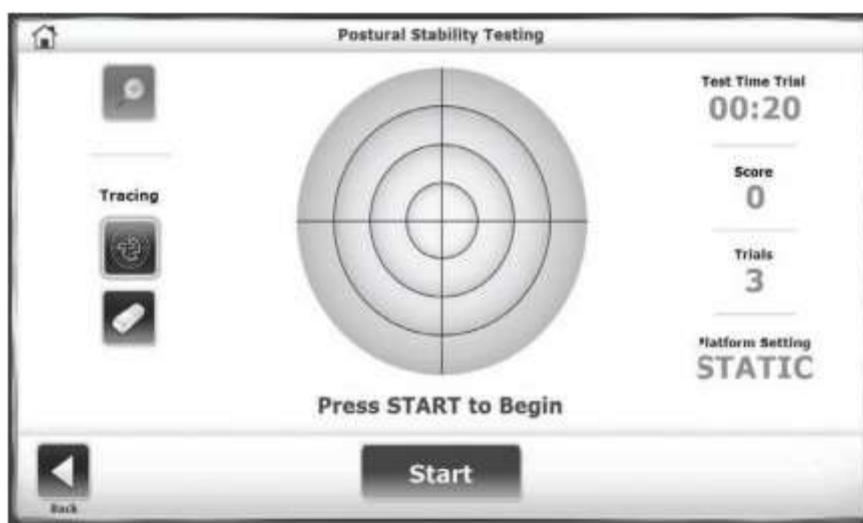 Postural Stability Testing
Tracing
Test Time Trial
00:20
Score
0
Trials
3
Platform Setting
STATIC
Press START to Begin
Start
Back